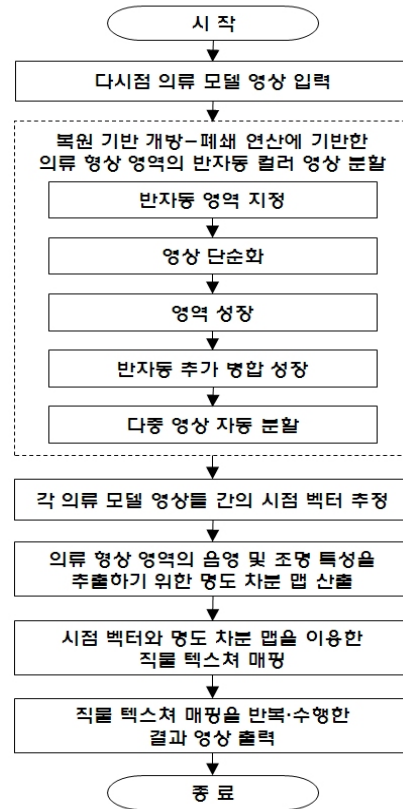 시 작
다시점 의류 모델 영상 입력
복원 기반 개방-폐쇄 연산에 기반한
의류 형상 영역의 반자동 컬러 영상 분할
반자동 영역 지정
영상 단순화
영역 성장
반자동 추가 병합 성장
다중 영상 자동 분할
각 의류 모델 영상들 간의 시점 벡터 추정
의류 형상 영역의 음영 및 조명 특성을
추출하기 위한 명도 차분 맵 산출
시점 벡터와 명도 차분 맵을 이용한
직물 텍스쳐 매핑
직물 텍스쳐 매핑을 반복·수행한
결과 영상 출력
종 료